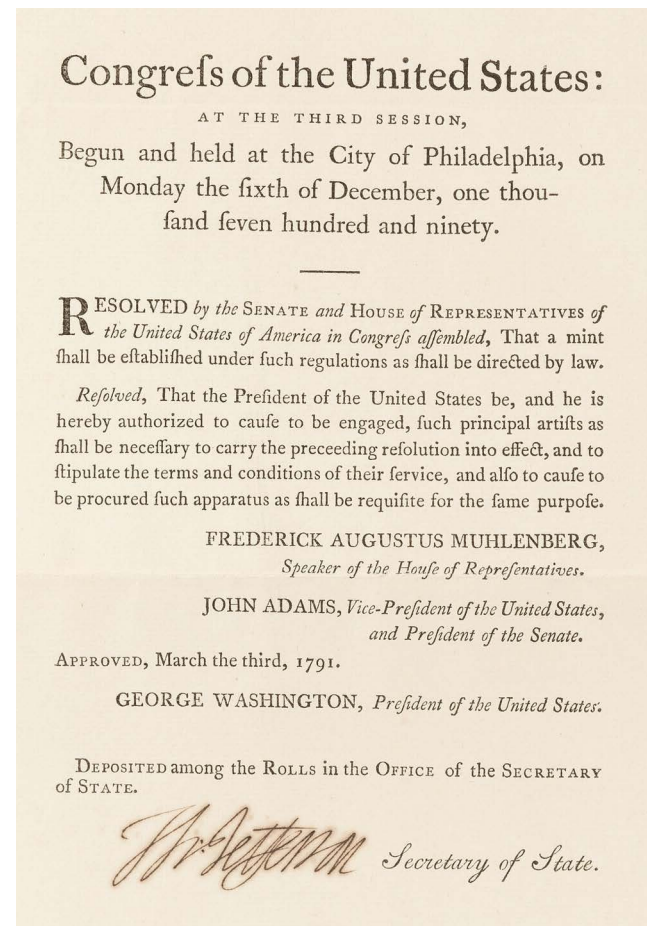 Congreſs of the United States:
AT THE THIRD SESSION,
Begun and held at the City of Philadelphia, on
Monday the ſixth of December, one thou-
ſand ſeven hundred and ninety.
RESOLVED by the SENATE and HOUSE of REPRESENTATIVES of
the United States of America in Congreſs aſſembled, That a mint
ſhall be eſtabliſhed under ſuch regulations as ſhall be directed by law.
Reſolved, That the Preſident of the United States be, and he is
hereby authorized to cauſe to be engaged, ſuch principal artiſts as
ſhall be neceſſary to carry the preceeding reſolution into effect, and to
ſtipulate the terms and conditions of their ſervice, and alſo to cauſe to
be procured ſuch apparatus as ſhall be requiſite for the ſame purpoſe.
FREDERICK AUGUSTUS MUHLENBERG,
Speaker of the Houſe of Repreſentatives.
JOHN ADAMS, Vice-Preſident of the United States,
and Preſident of the Senate.
APPROVED, March the third, 1791.
GEORGE WASHINGTON, Preſident of the United States.
DEPOSITED among the ROLLS in the OFFICE of the SECRETARY
of STATE.
Th: Jefferson Secretary of State.